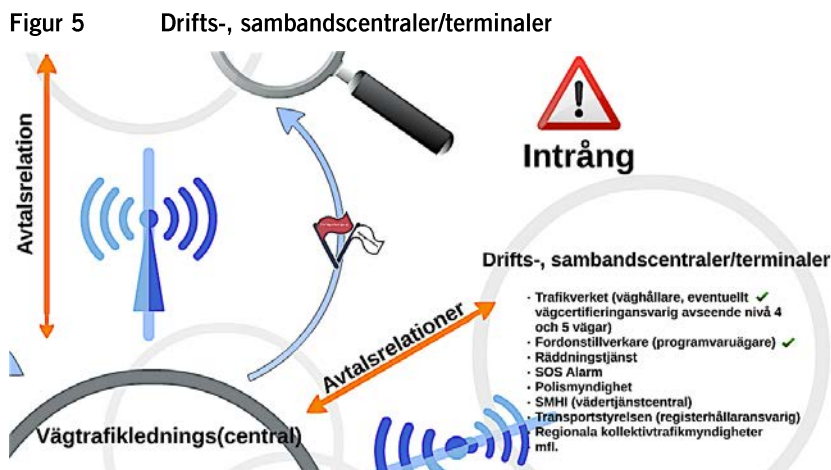 Figur 5 Drifts-, sambandscentraler/terminaler
Avtalsrelation
Intrång
Drifts-, sambandscentraler/terminaler
· Trafikverket (väghållare, eventuellt ✓
vägcertifieringansvarig avseende nivå 4
och 5 vägar)
· Fordonstillverkare (programvaruägare) ✓
· Räddningstjänst
· SOS Alarm
· Polismyndighet
· SMHI (vädertjänstcentral)
· Transportstyrelsen (registerhållaransvarig)
· Regionala kollektivtrafikmyndigheter
mfl.
Avtalsrelationer
Vägtrafiklednings(central)